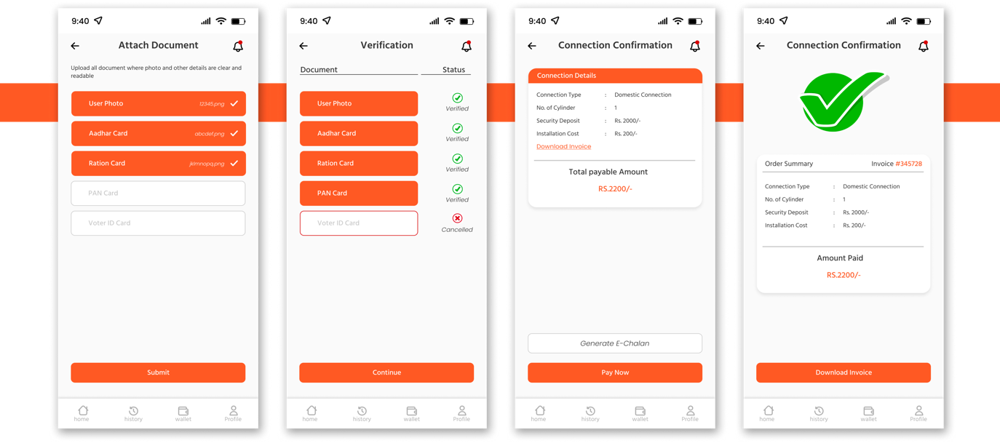 9:40
Attach Document
Upload all document where photo and other details are clear and
readable
User Photo 12345.png
Aadhar Card abcdef.png
Ration Card jklmnopq.png
PAN Card
Voter ID Card
Submit
home history wallet Profile
9:40
Verification
Document Status
User Photo Verified
Aadhar Card Verified
Ration Card Verified
PAN Card Verified
Voter ID Card Cancelled
Continue
home history wallet Profile
9:40
Connection Confirmation
Connection Details
Connection Type : Domestic Connection
No. of Cylinder : 1
Security Deposit : Rs. 2000/-
Installation Cost : Rs. 200/-
Download Invoice
Total payable Amount
RS.2200/-
Generate E-Chalan
Pay Now
home history wallet Profile
9:40
Connection Confirmation
Order Summary Invoice #345728
Connection Type : Domestic Connection
No. of Cylinder : 1
Security Deposit : Rs. 2000/-
Installation Cost : Rs. 200/-
Amount Paid
RS.2200/-
Download Invoice
home history wallet Profile